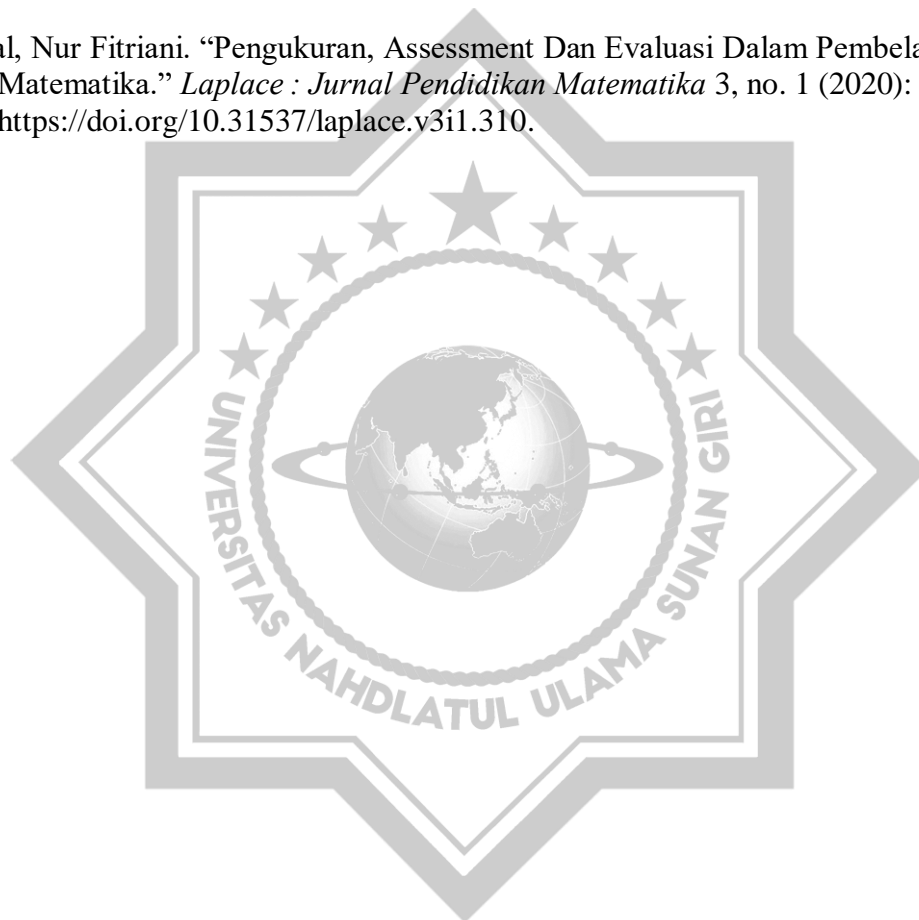 al, Nur Fitriani. “Pengukuran, Assessment Dan Evaluasi Dalam Pembela
Matematika.” Laplace : Jurnal Pendidikan Matematika 3, no. 1 (2020):
https://doi.org/10.31537/laplace.v3i1.310.
UNIVERSITAS NAHDLATUL ULAMA SUNAN GIRI